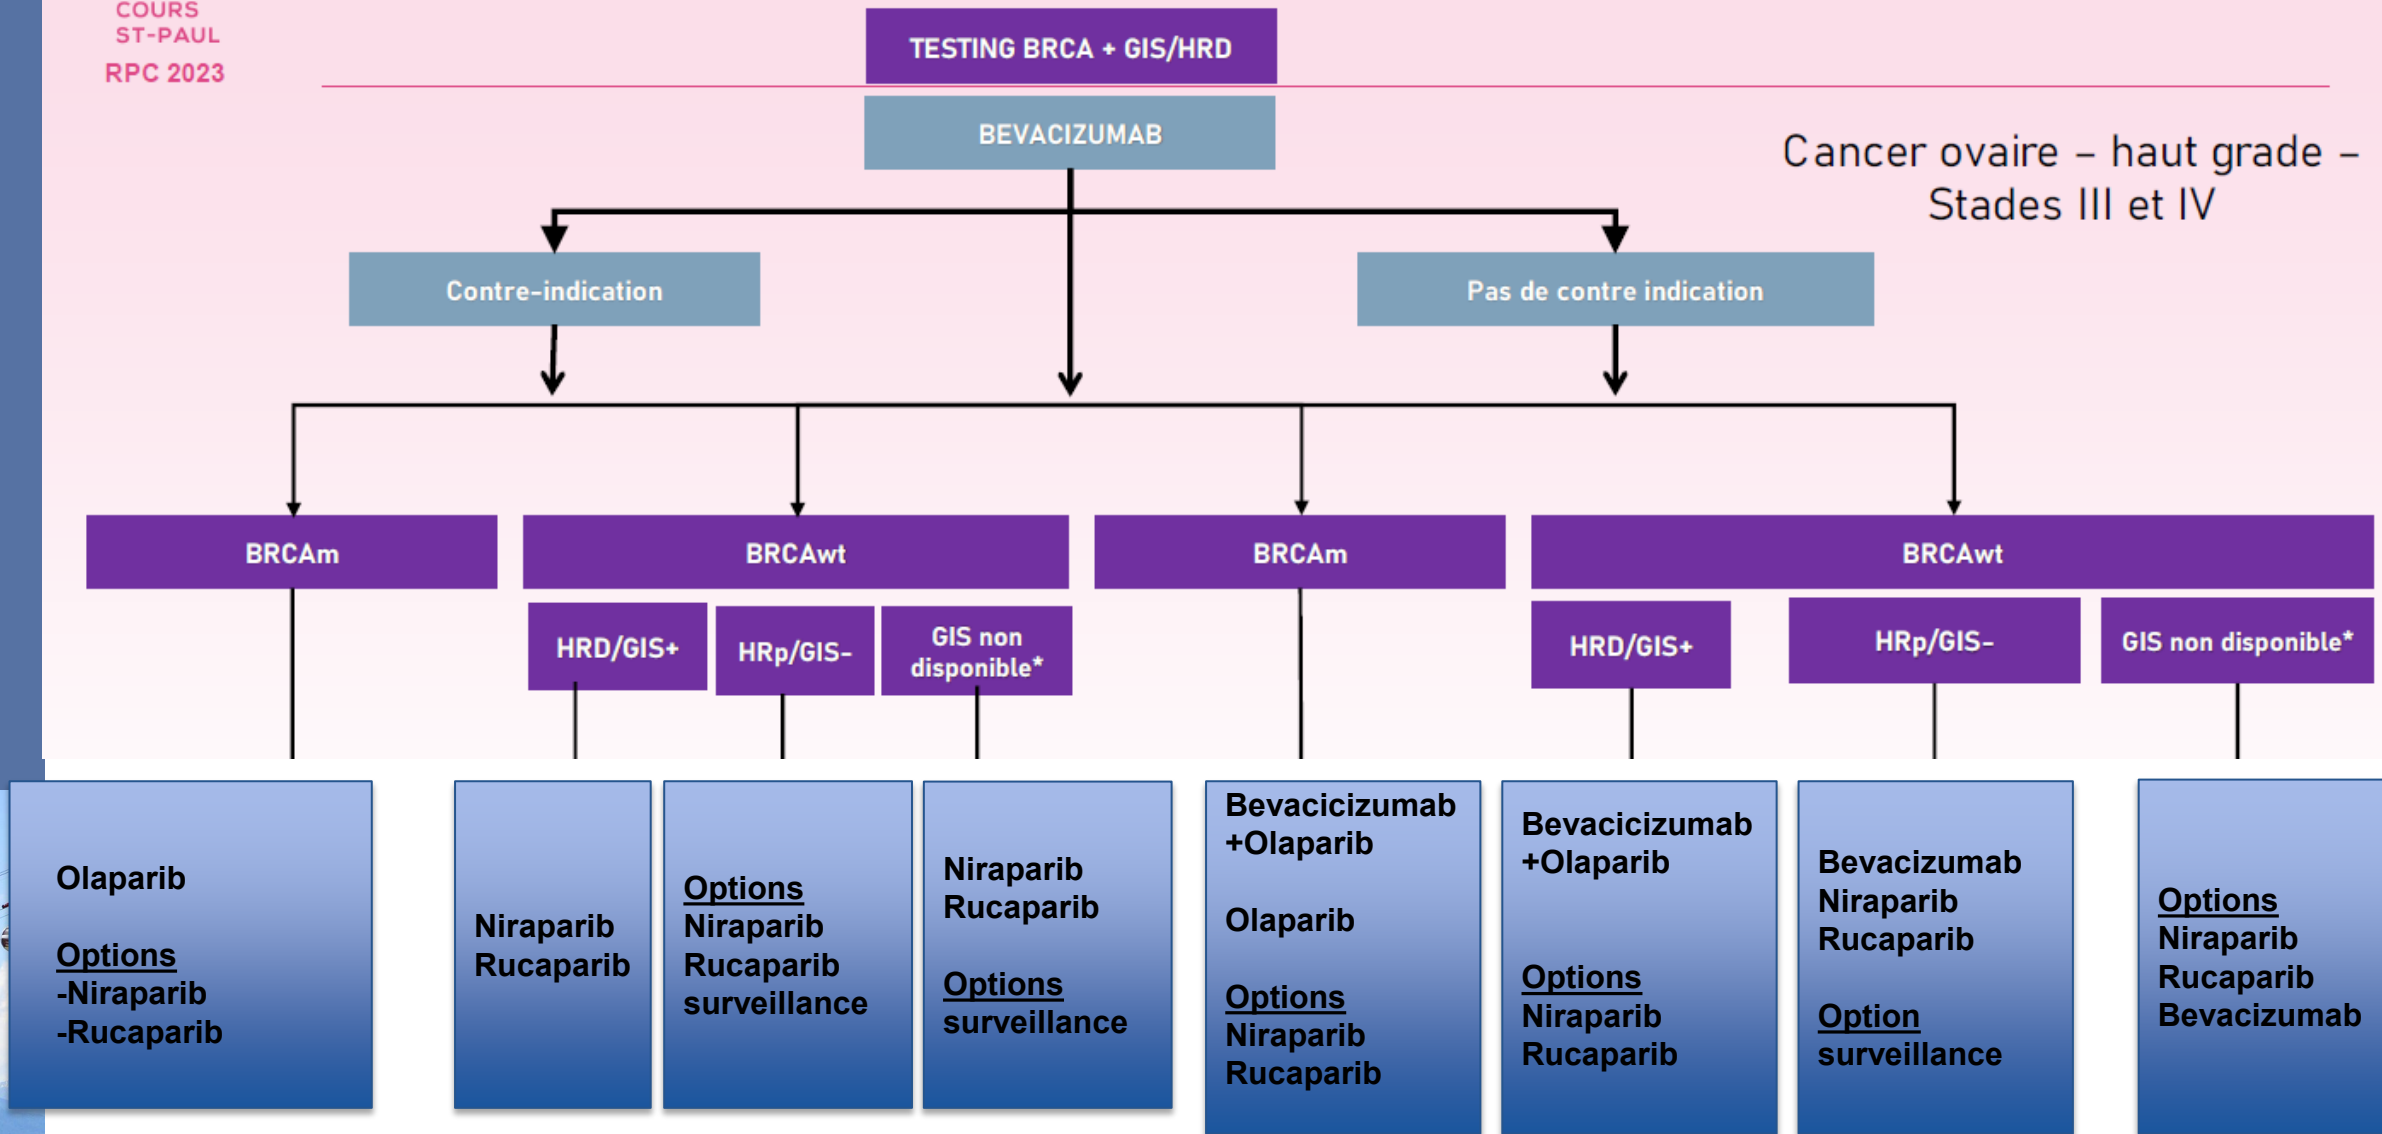 COURS
ST-PAUL
RPC 2023
TESTING BRCA + GIS/HRD
BEVACIZUMAB
Cancer ovaire – haut grade –
Stades III et IV
Contre-indication
Pas de contre indication
BRCAm
BRCAwt
BRCAm
BRCAwt
HRD/GIS+
HRp/GIS-
GIS non
disponible*
HRD/GIS+
HRp/GIS-
GIS non disponible*
Olaparib
Options
-Niraparib
-Rucaparib
Niraparib
Rucaparib
Options
Niraparib
Rucaparib
surveillance
Niraparib
Rucaparib
Options
surveillance
Bevacicizumab
+Olaparib
Olaparib
Options
Niraparib
Rucaparib
Bevacicizumab
+Olaparib
Options
Niraparib
Rucaparib
Bevacizumab
Niraparib
Rucaparib
Option
surveillance
Options
Niraparib
Rucaparib
Bevacizumab